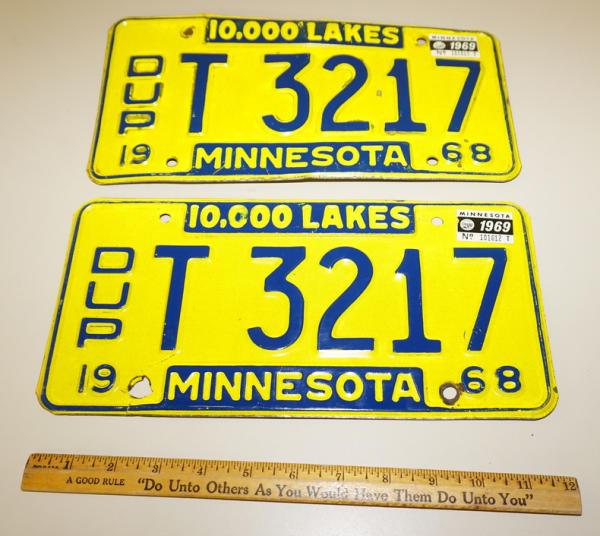 10,000 LAKES
MINNESOTA
1969
DUP
T 3217
19
MINNESOTA
68
10,000 LAKES
MINNESOTA
1969
No 101612 T
DUP
T 3217
19
MINNESOTA
68
1 2 3 4 5 6 7 8 9 10 11 12
A GOOD RULE "Do Unto Others As You Would Have Them Do Unto You"